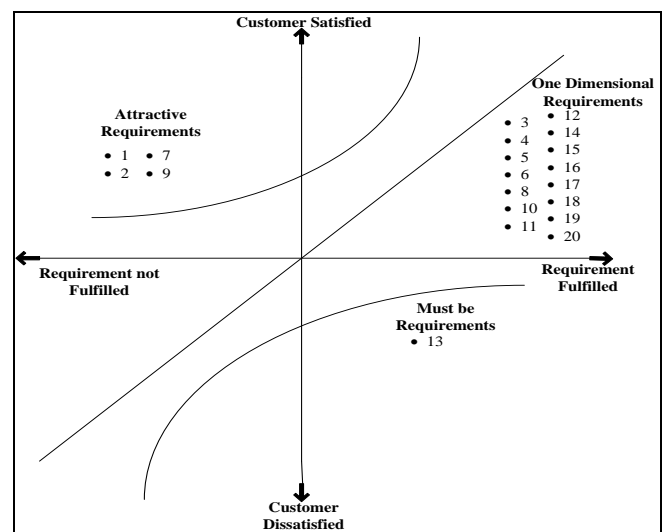 Customer Satisfied
One Dimensional
Requirements
Attractive
Requirements
• 1 • 7
• 2 • 9
• 3
• 4
• 5
• 6
• 8
• 10
• 11
• 12
• 14
• 15
• 16
• 17
• 18
• 19
• 20
Requirement not
Fulfilled
Requirement
Fulfilled
Must be
Requirements
• 13
Customer
Dissatisfied